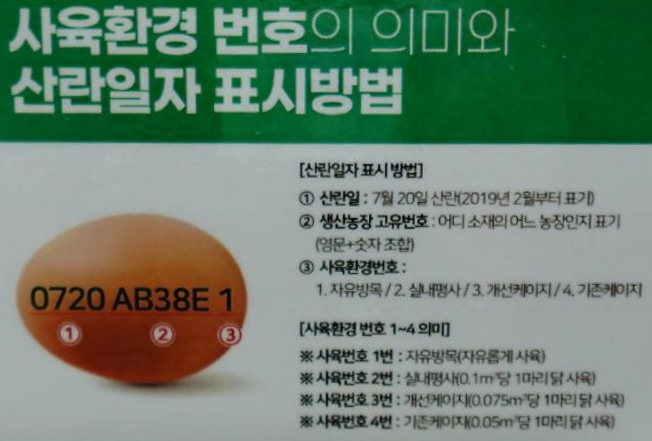 사육환경 번호의 의미와
산란일자 표시방법
[산란일자 표시 방법]
① 산란일 : 7월 20일 산란(2019년 2월부터 표기)
② 생산농장 고유번호 : 어디 소재의 어느 농장인지 표기
(영문+숫자 조합)
③ 사육환경번호 :
1. 자유방목 / 2. 실내평사 / 3. 개선케이지 / 4. 기존케이지
0720 AB38E 1
① ② ③
[사육환경 번호 1~4 의미]
※ 사육번호 1번 : 자유방목(자유롭게 사육)
※ 사육번호 2번 : 실내평사(0.1㎡당 1마리 닭 사육)
※ 사육번호 3번 : 개선케이지(0.075㎡당 1마리 닭 사육)
※ 사육번호 4번 : 기존케이지(0.05㎡당 1마리 닭 사육)